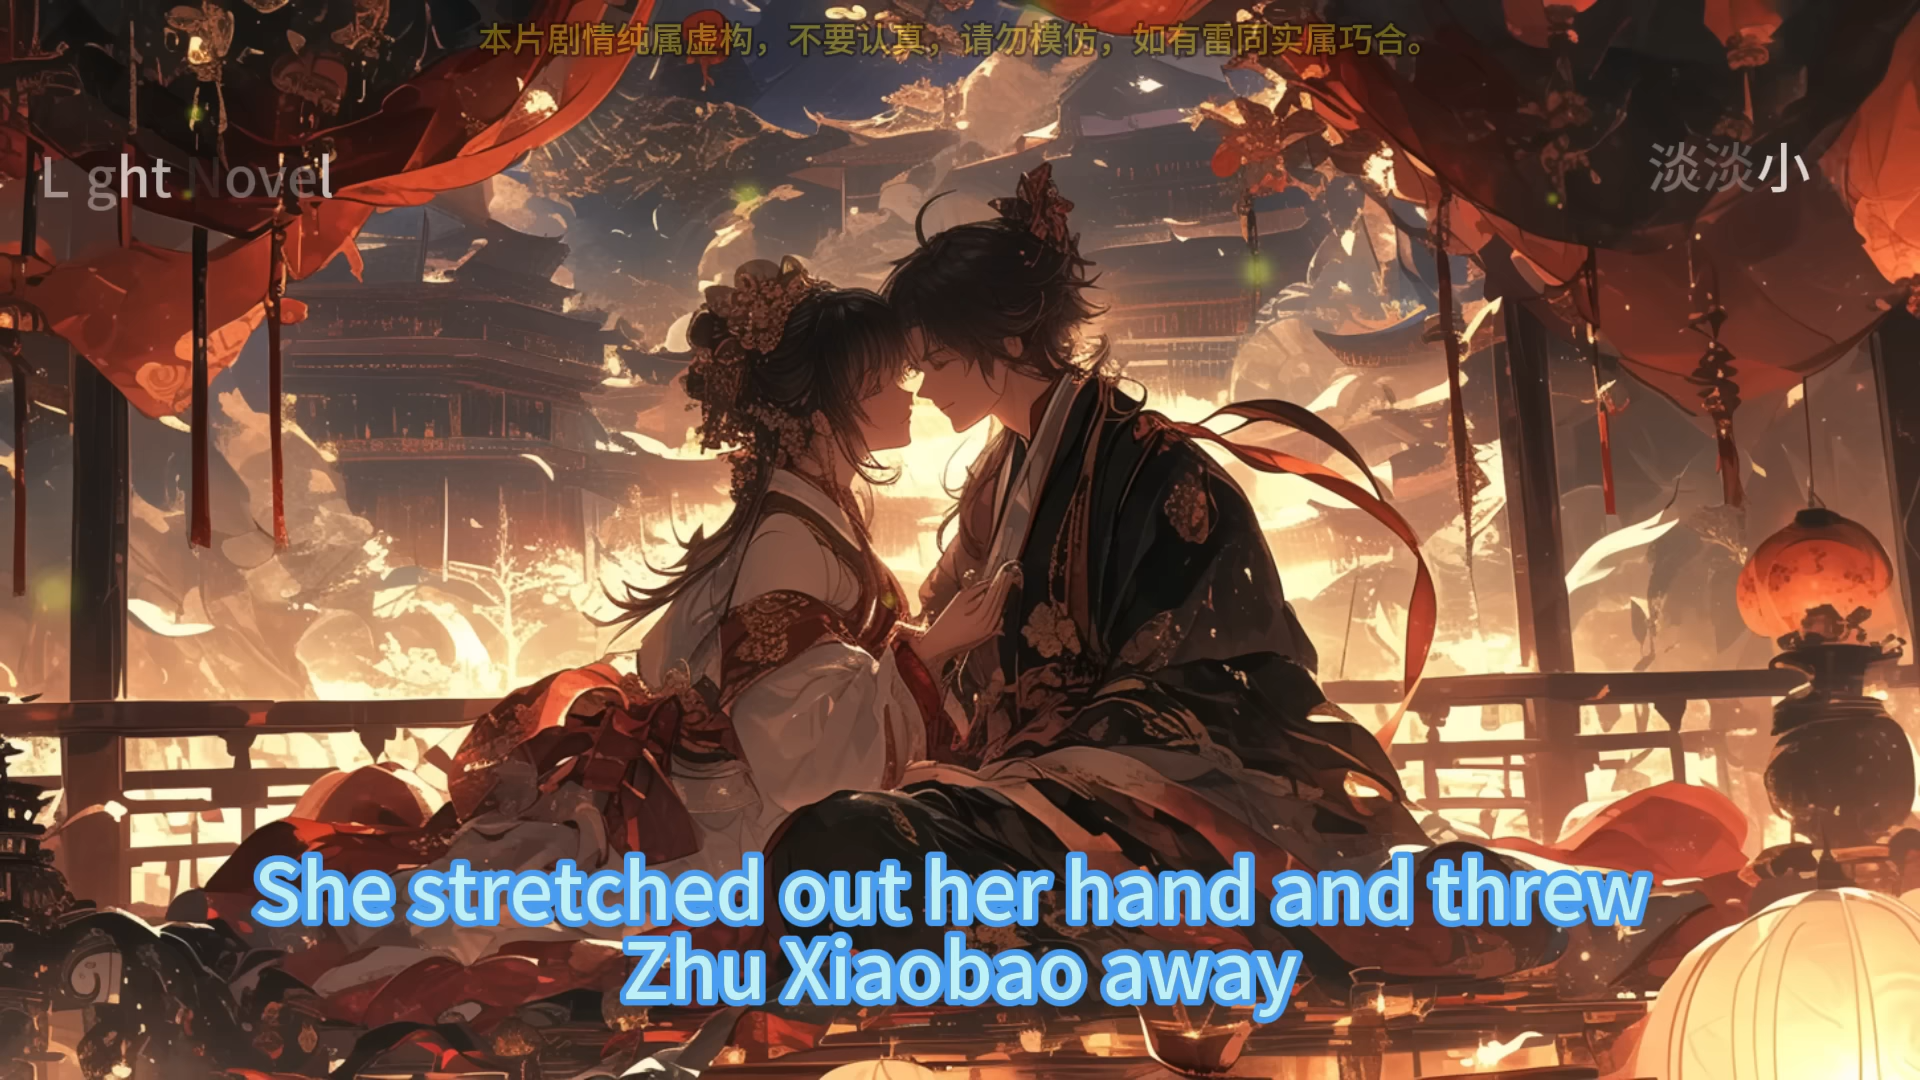 本片剧情纯属虚构，不要认真，请勿模仿，如有雷同实属巧合。
L ght Novel
淡淡小
She stretched out her hand and threw
Zhu Xiaobao away